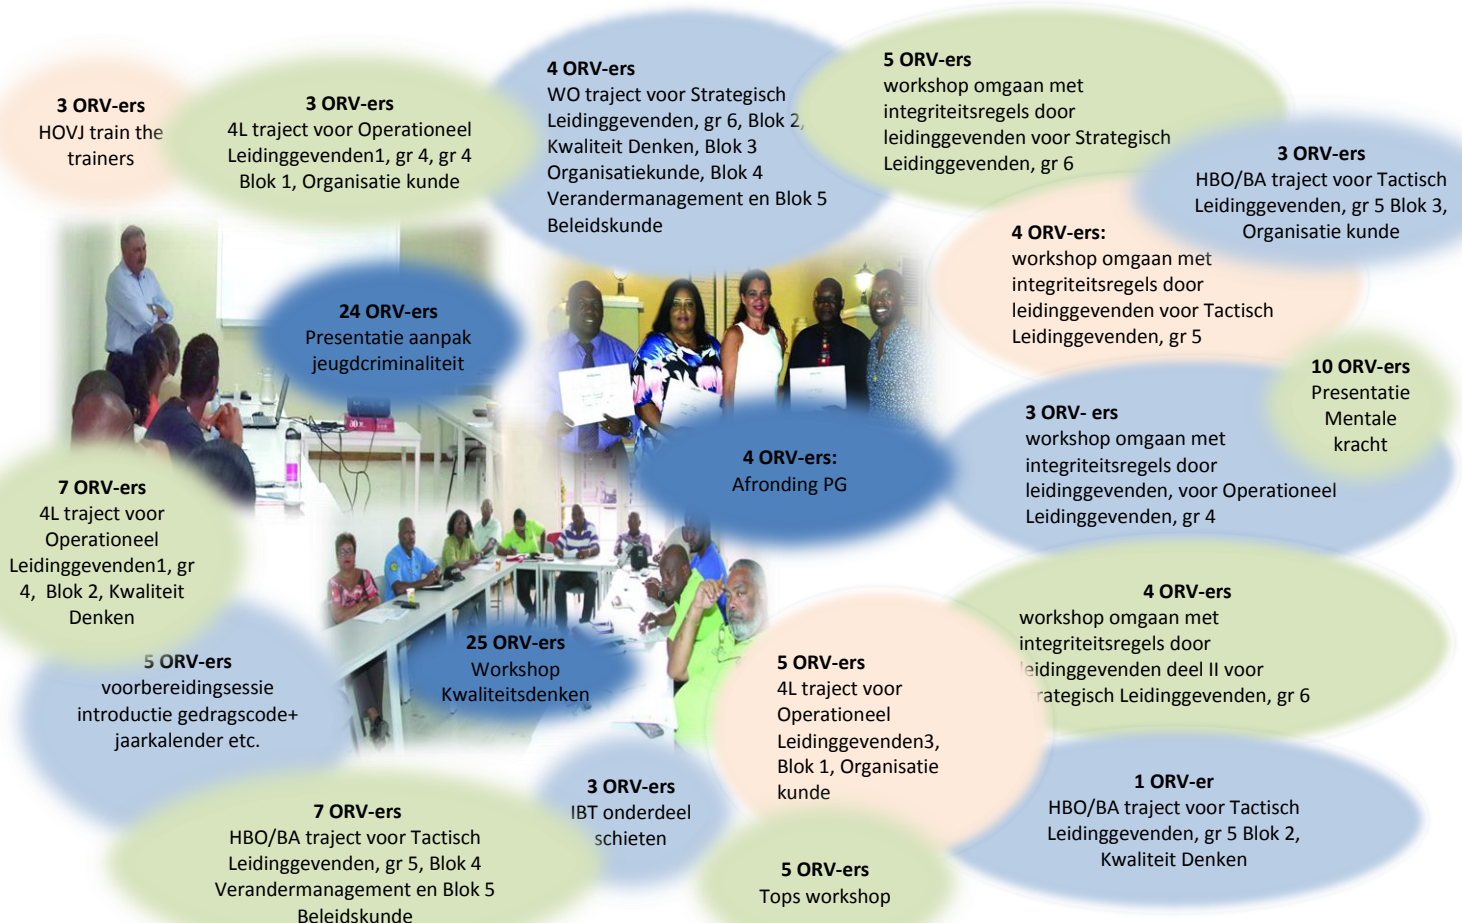 3 ORV-ers
HOVJ train the
trainers
3 ORV-ers
4L traject voor Operationeel
Leidinggevenden1, gr 4, gr 4
Blok 1, Organisatie kunde
4 ORV-ers
WO traject voor Strategisch
Leidinggevenden, gr 6, Blok 2,
Kwaliteit Denken, Blok 3
Organisatiekunde, Blok 4
Verandermanagement en Blok 5
Beleidskunde
5 ORV-ers
workshop omgaan met
integriteitsregels door
leidinggevenden voor Strategisch
Leidinggevenden, gr 6
3 ORV-ers
HBO/BA traject voor Tactisch
Leidinggevenden, gr 5 Blok 3,
Organisatie kunde
4 ORV-ers:
workshop omgaan met
integriteitsregels door
leidinggevenden voor Tactisch
Leidinggevenden, gr 5
24 ORV-ers
Presentatie aanpak
jeugdcriminaliteit
10 ORV-ers
Presentatie
Mentale
kracht
3 ORV- ers
workshop omgaan met
integriteitsregels door
leidinggevenden, voor Operationeel
Leidinggevenden, gr 4
4 ORV-ers:
Afronding PG
7 ORV-ers
4L traject voor
Operationeel
Leidinggevenden1, gr
4, Blok 2, Kwaliteit
Denken
4 ORV-ers
workshop omgaan met
integriteitsregels door
leidinggevenden deel II voor
Strategisch Leidinggevenden, gr 6
25 ORV-ers
Workshop
Kwaliteitsdenken
5 ORV-ers
voorbereidingsessie
introductie gedragscode+
jaarkalender etc.
5 ORV-ers
4L traject voor
Operationeel
Leidinggevenden3,
Blok 1, Organisatie
kunde
3 ORV-ers
IBT onderdeel
schieten
1 ORV-er
HBO/BA traject voor Tactisch
Leidinggevenden, gr 5 Blok 2,
Kwaliteit Denken
7 ORV-ers
HBO/BA traject voor Tactisch
Leidinggevenden, gr 5, Blok 4
Verandermanagement en Blok 5
Beleidskunde
5 ORV-ers
Tops workshop